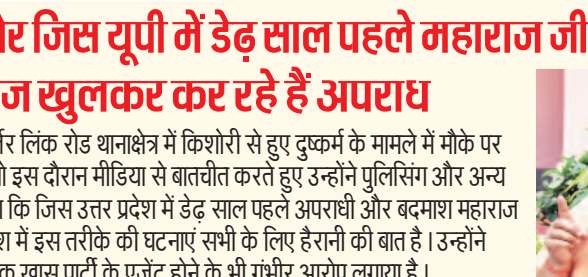 जिस यूपी में डेढ़ साल पहले महाराज जी
खुलकर कर रहे हैं अपराध
लिंक रोड थानाक्षेत्र में किशोरी से हुए दुष्कर्म के मामले में मौके पर
इस दौरान मीडिया से बातचीत करते हुए उन्होंने पुलिसिंग और अन्य
कि जिस उत्तर प्रदेश में डेढ़ साल पहले अपराधी और बदमाश महाराज
में इस तरीके की घटनाएं सभी के लिए हैरानी की बात है। उन्होंने
खास पार्टी के एजेंट होने के भी गंभीर आरोप लगाया है।